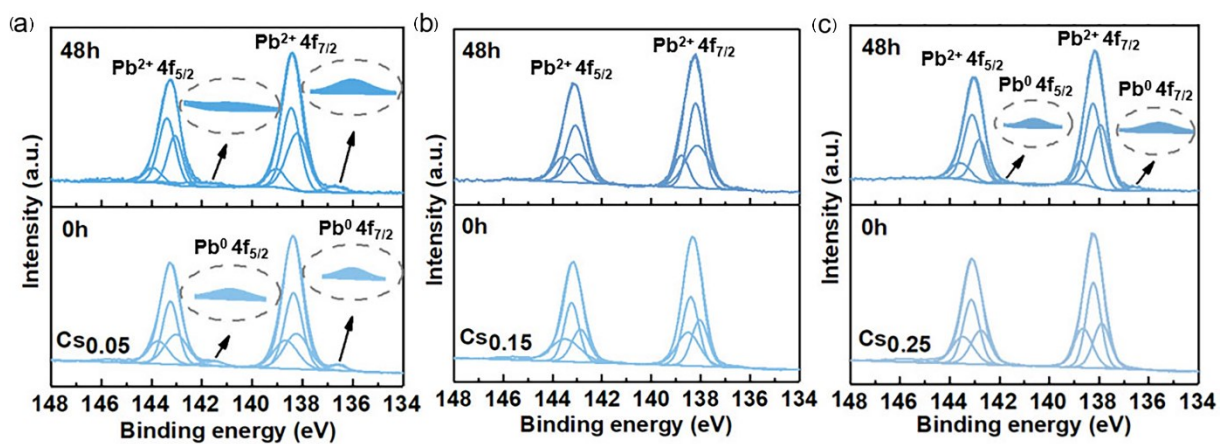 (a)
48h
Pb²⁺ 4f₅/₂
Pb²⁺ 4f₇/₂
0h
Pb⁰ 4f₅/₂
Pb⁰ 4f₇/₂
Cs₀.₀₅
Intensity (a.u.)
148 146 144 142 140 138 136 134
Binding energy (eV)
(b)
48h
Pb²⁺ 4f₅/₂
Pb²⁺ 4f₇/₂
0h
Cs₀.₁₅
Intensity (a.u.)
148 146 144 142 140 138 136 134
Binding energy (eV)
(c)
48h
Pb²⁺ 4f₅/₂
Pb²⁺ 4f₇/₂
Pb⁰ 4f₅/₂
Pb⁰ 4f₇/₂
0h
Cs₀.₂₅
Intensity (a.u.)
148 146 144 142 140 138 136 134
Binding energy (eV)